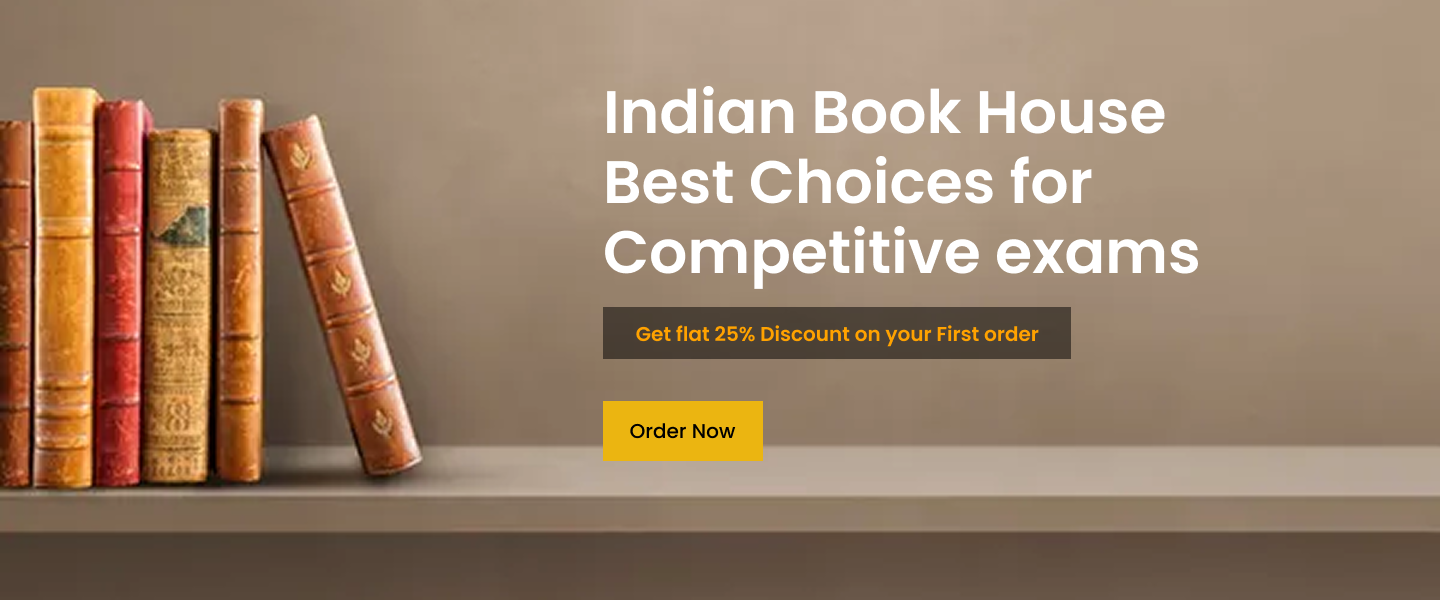 Indian Book House
Best Choices for
Competitive exams
Get flat 25% Discount on your First order
Order Now